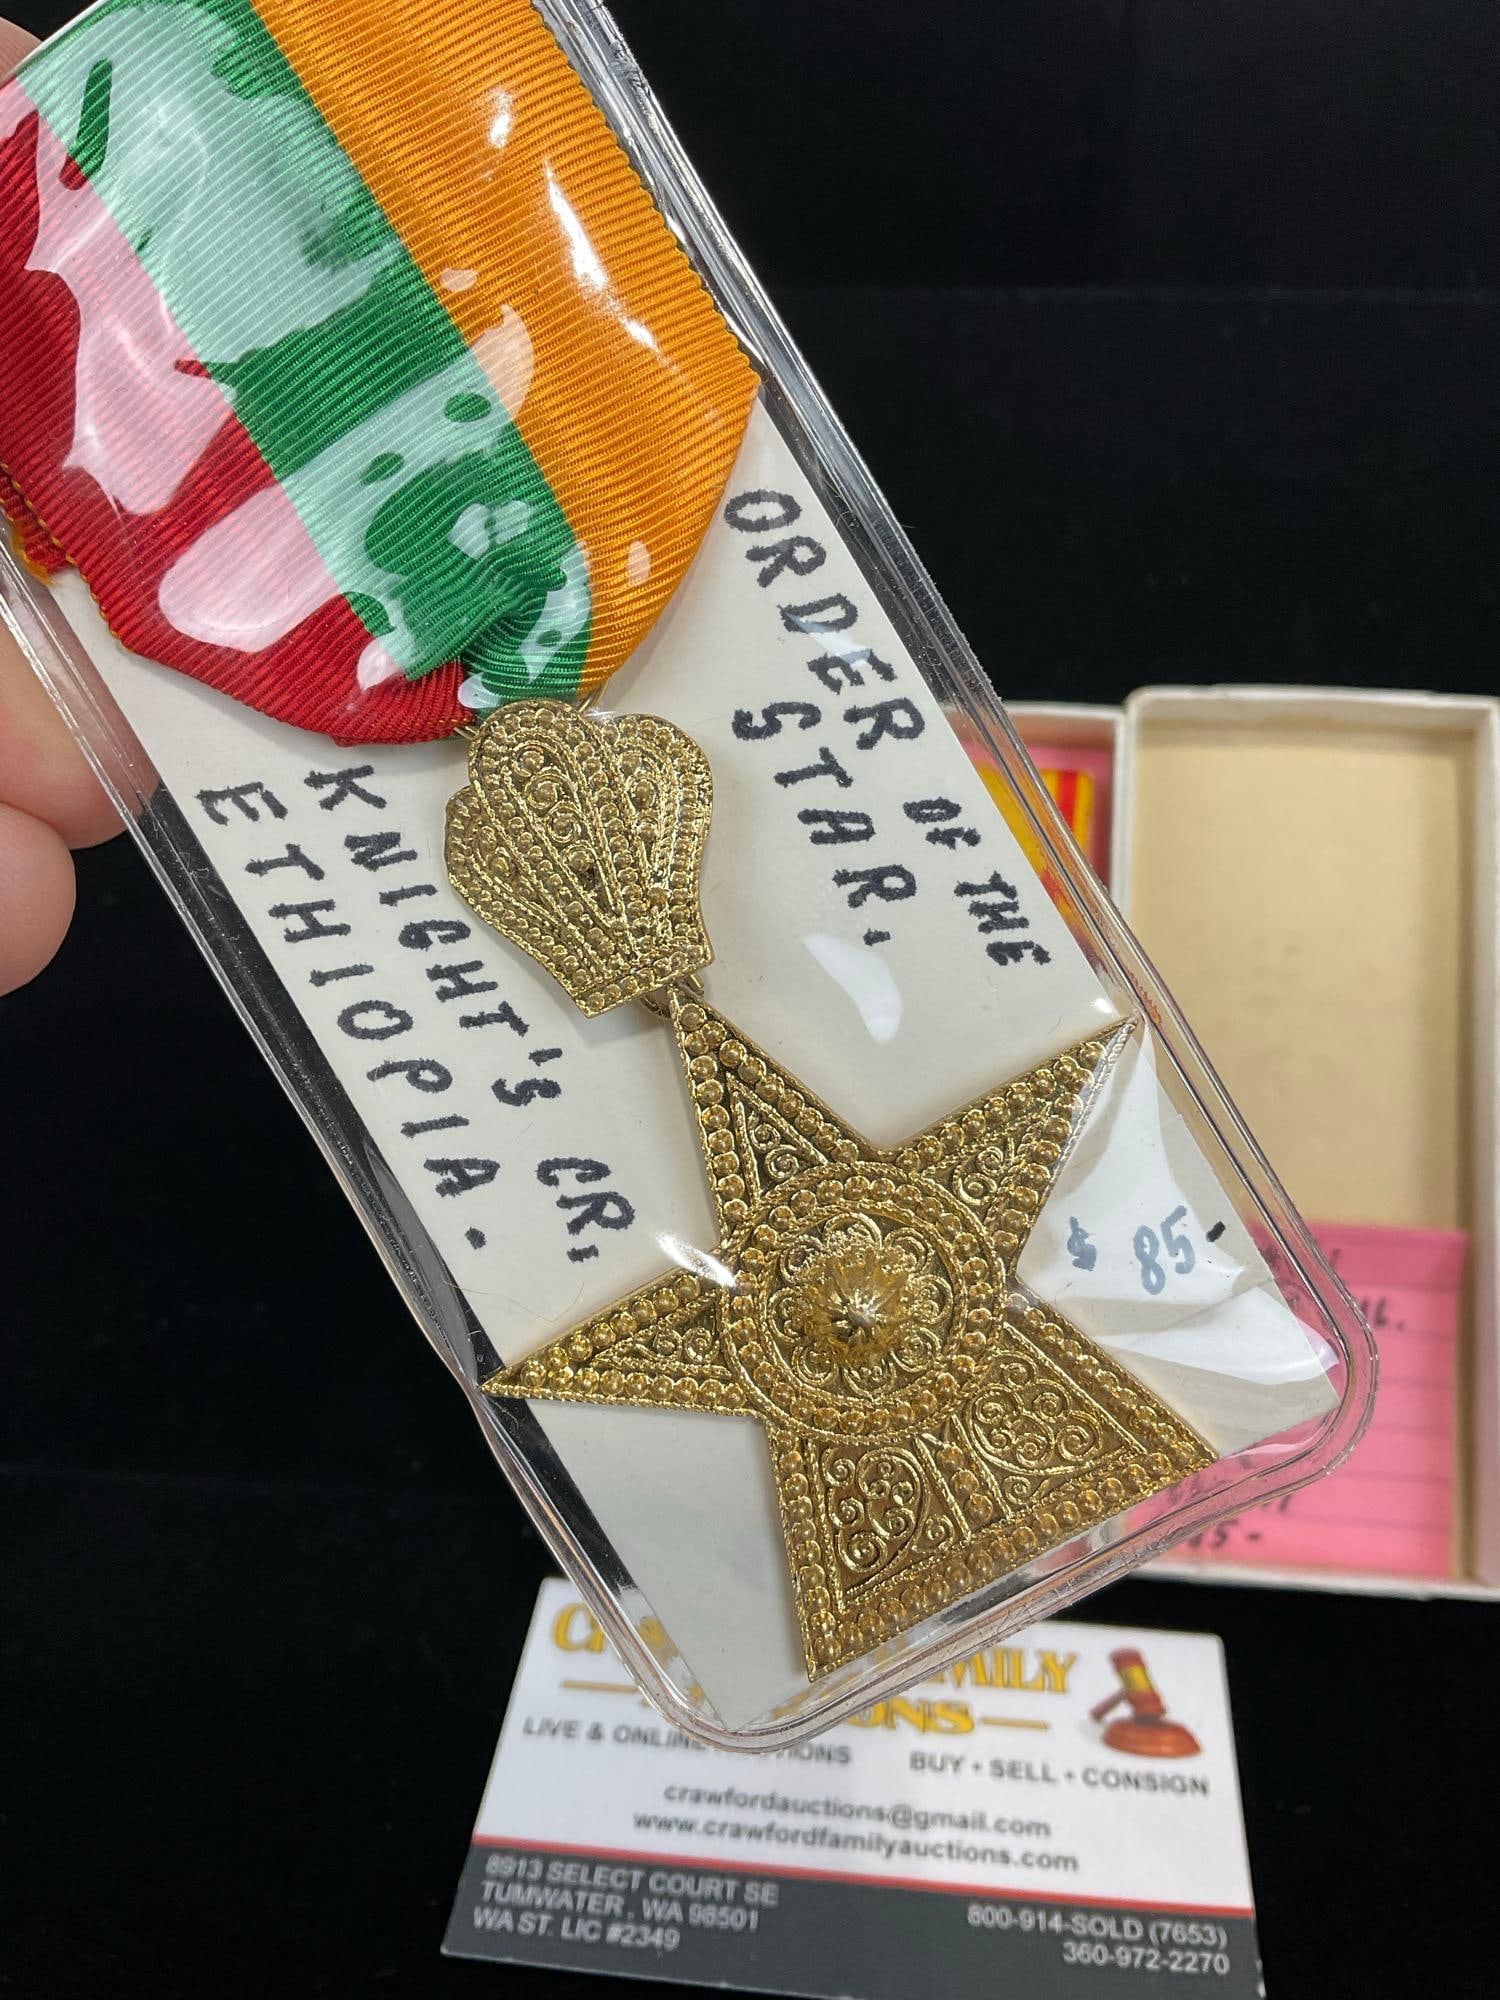 ORDER OF THE
STAR.
KNIGHT'S CR.
ETHIOPIA.
$ 85-
LIVE & ONLINE
BUY • SELL • CONSIGN
crawfordauctions@gmail.com
www.crawfordfamilyauctions.com
6913 SELECT COURT SE
TUMWATER, WA 98501
WA ST. LIC #2349
800-914-SOLD (7653)
360-972-2270